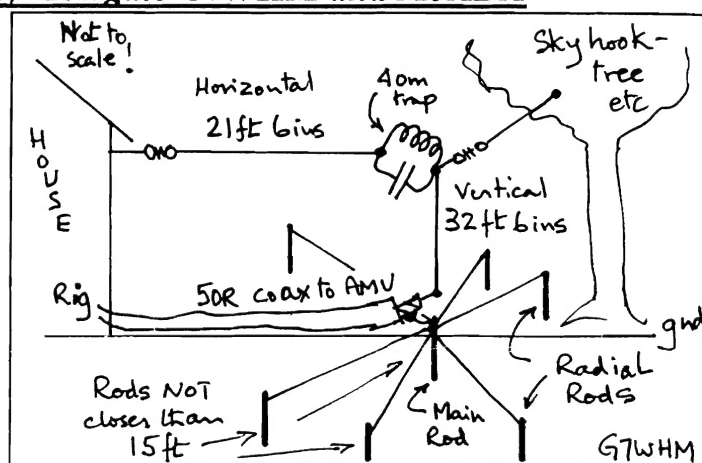 Not to
scale!
Horizontal
21ft 6ins
40m
trap
Sky hook-
tree
etc
HOUSE
Vertical
32ft 6ins
Rig
50R coax to AMU
gnd
Rods NOT
closer than
15ft
Main
Rod
Radial
Rods
G7WHM